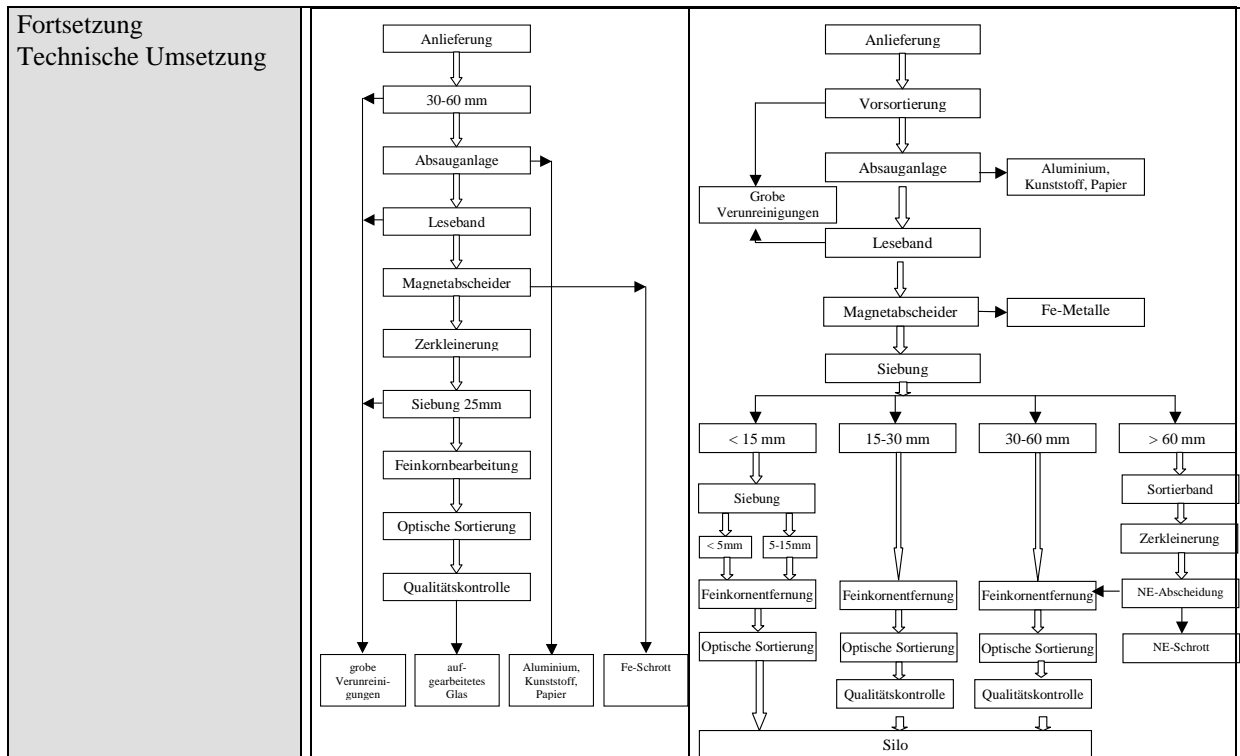 Fortsetzung
Technische Umsetzung
Anlieferung
30-60 mm
Absauganlage
Leseband
Magnetabscheider
Zerkleinerung
Siebung 25mm
Feinkornbearbeitung
Optische Sortierung
Qualitätskontrolle
grobe
Verunreini-
gungen
auf-
gearbeitetes
Glas
Aluminium,
Kunststoff,
Papier
Fe-Schrott
Anlieferung
Vorsortierung
Absauganlage
Aluminium,
Kunststoff, Papier
Grobe
Verunreinigungen
Leseband
Magnetabscheider
Fe-Metalle
Siebung
< 15 mm
15-30 mm
30-60 mm
> 60 mm
Siebung
Sortierband
< 5mm
5-15mm
Zerkleinerung
Feinkornentfernung
Feinkornentfernung
Feinkornentfernung
NE-Abscheidung
Optische Sortierung
Optische Sortierung
Optische Sortierung
NE-Schrott
Qualitätskontrolle
Qualitätskontrolle
Silo